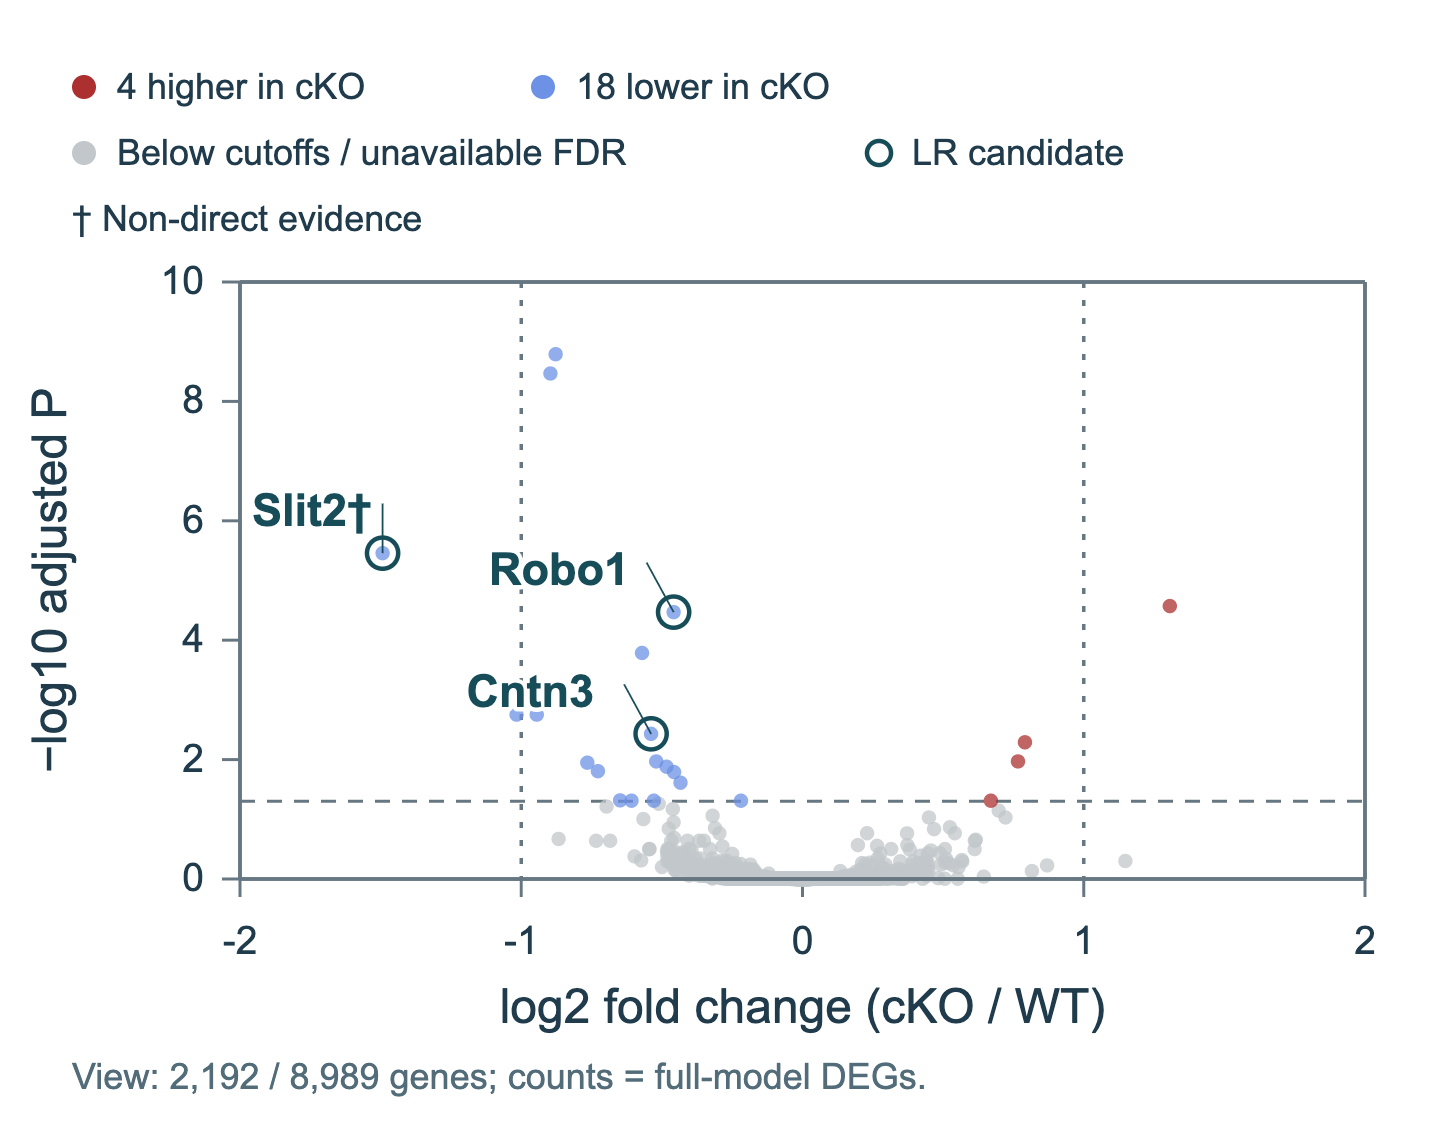 4 higher in cKO
18 lower in cKO
Below cutoffs / unavailable FDR
LR candidate
† Non-direct evidence
10
8
6
4
2
0
−log10 adjusted P
Slit2†
Robo1
Cntn3
-2
-1
0
1
2
log2 fold change (cKO / WT)
View: 2,192 / 8,989 genes; counts = full-model DEGs.